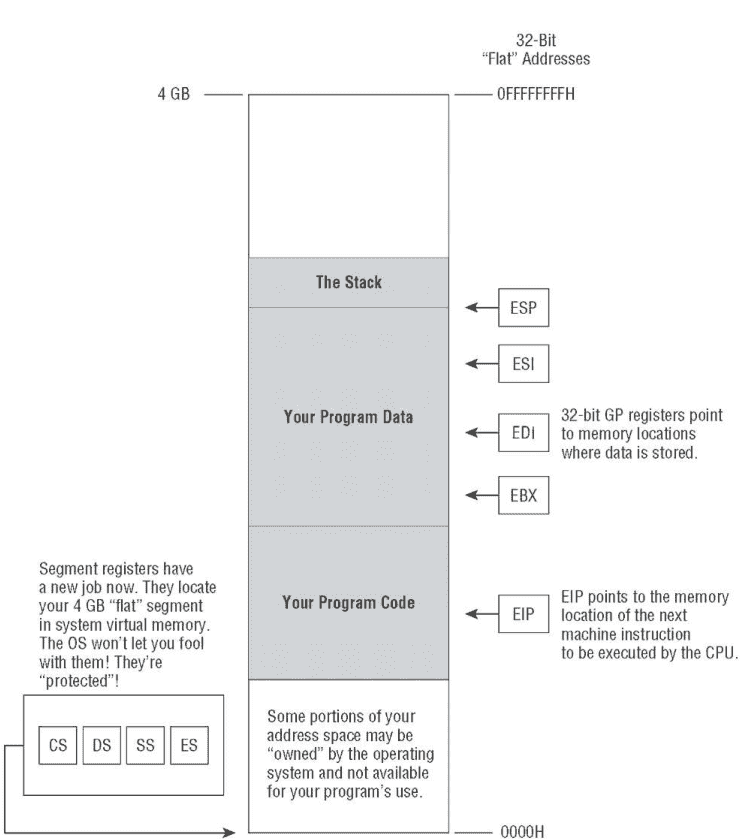 32-Bit
“Flat” Addresses
4 GB
0FFFFFFFFH
The Stack
ESP
ESI
Your Program Data
EDI
32-bit GP registers point
to memory locations
where data is stored.
EBX
Segment registers have
a new job now. They locate
your 4 GB “flat” segment
in system virtual memory.
The OS won’t let you fool
with them! They’re
“protected”!
Your Program Code
EIP
EIP points to the memory
location of the next
machine instruction
to be executed by the CPU.
CS DS SS ES
Some portions of your
address space may be
“owned” by the operating
system and not available
for your program’s use.
0000H